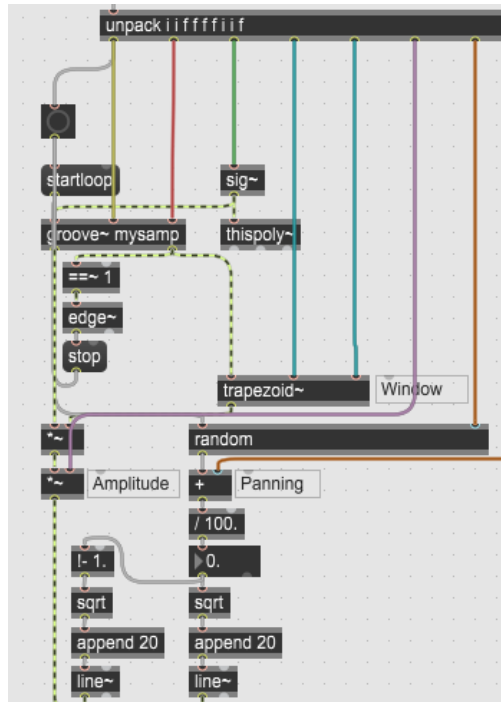 unpack i i f f f f i i f
startloop
sig~
groove~ mysamp
thispoly~
==~ 1
edge~
stop
trapezoid~
Window
*~
random
*~
Amplitude
+
Panning
/ 100.
!- 1.
0.
sqrt
sqrt
append 20
append 20
line~
line~